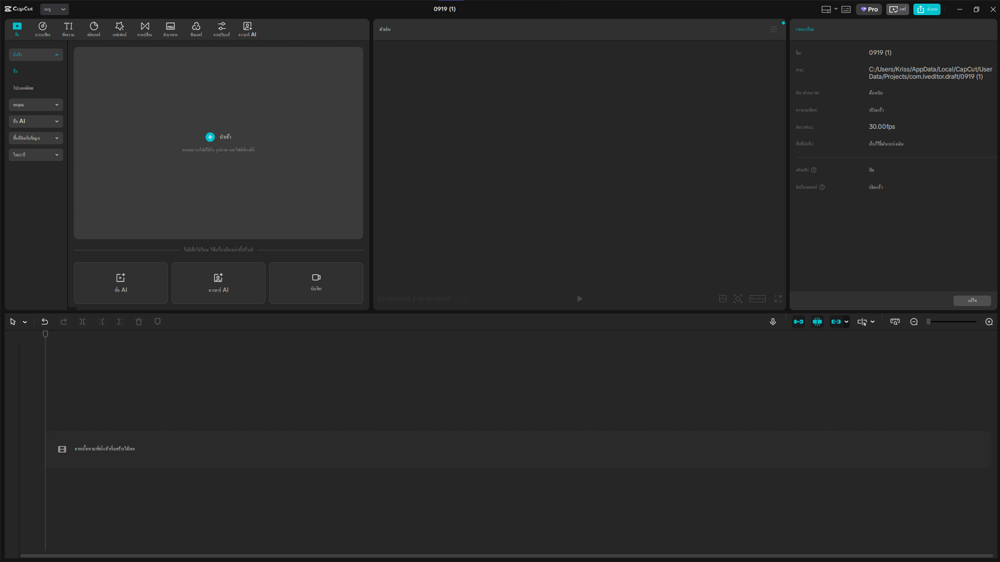 CapCut
เมนู
0919 (1)
Pro
แชร์
ส่งออก
สื่อ
ระบบเสียง
ข้อความ
สติกเกอร์
เอฟเฟกต์
การเปลี่ยน
คำบรรยาย
ฟิลเตอร์
การปรับแก้
อวาตาร์ AI
นำเข้า
สื่อ
โปรเจกต์ย่อย
ของคุณ
สื่อ AI
พื้นที่จัดเก็บข้อมูล
ไลบรารี
นำเข้า
ลากและวางไฟล์วิดีโอ รูปภาพ และไฟล์เสียงที่นี่
ไม่มีสื่อใช่ไหม ใช้เครื่องมือเหล่านี้สร้างสิ
สื่อ AI
อวาตาร์ AI
บันทึก
ตัวเล่น
00:00:00:00 / 00:00:00:00
รายละเอียด
ชื่อ:
0919 (1)
พาธ:
C:/Users/Kriss/AppData/Local/CapCut/User
Data/Projects/com.lveditor.draft/0919 (1)
อัตราส่วนภาพ:
ต้นฉบับ
ความละเอียด:
ปรับแล้ว
อัตราเฟรม:
30.00fps
สื่อที่นำเข้า:
เก็บไว้ที่ตำแหน่งเดิม
พร็อกซี:
ปิด
จัดเรียงเลเยอร์
เปิดแล้ว
แก้ไข
ลากเนื้อหามาที่นี่แล้วเริ่มสร้างได้เลย